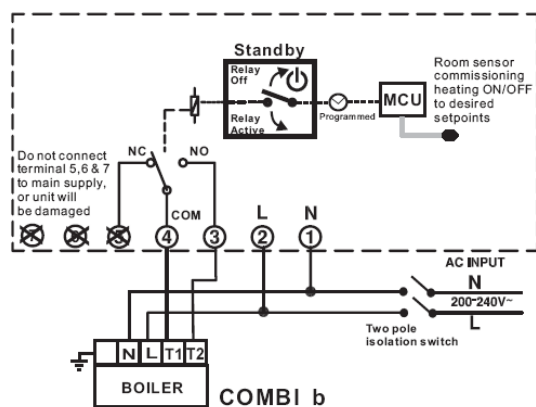 Standby
Relay
Off
Relay
Active
Programmed
MCU
Room sensor
commissioning
heating ON/OFF
to desired
setpoints
Do not connect
terminal 5,6 & 7
to main supply,
or unit will
be damaged
NC
NO
COM
L
N
4
3
2
1
AC INPUT
N
200-240V~
L
Two pole
isolation switch
N L T1 T2
BOILER
COMBI b